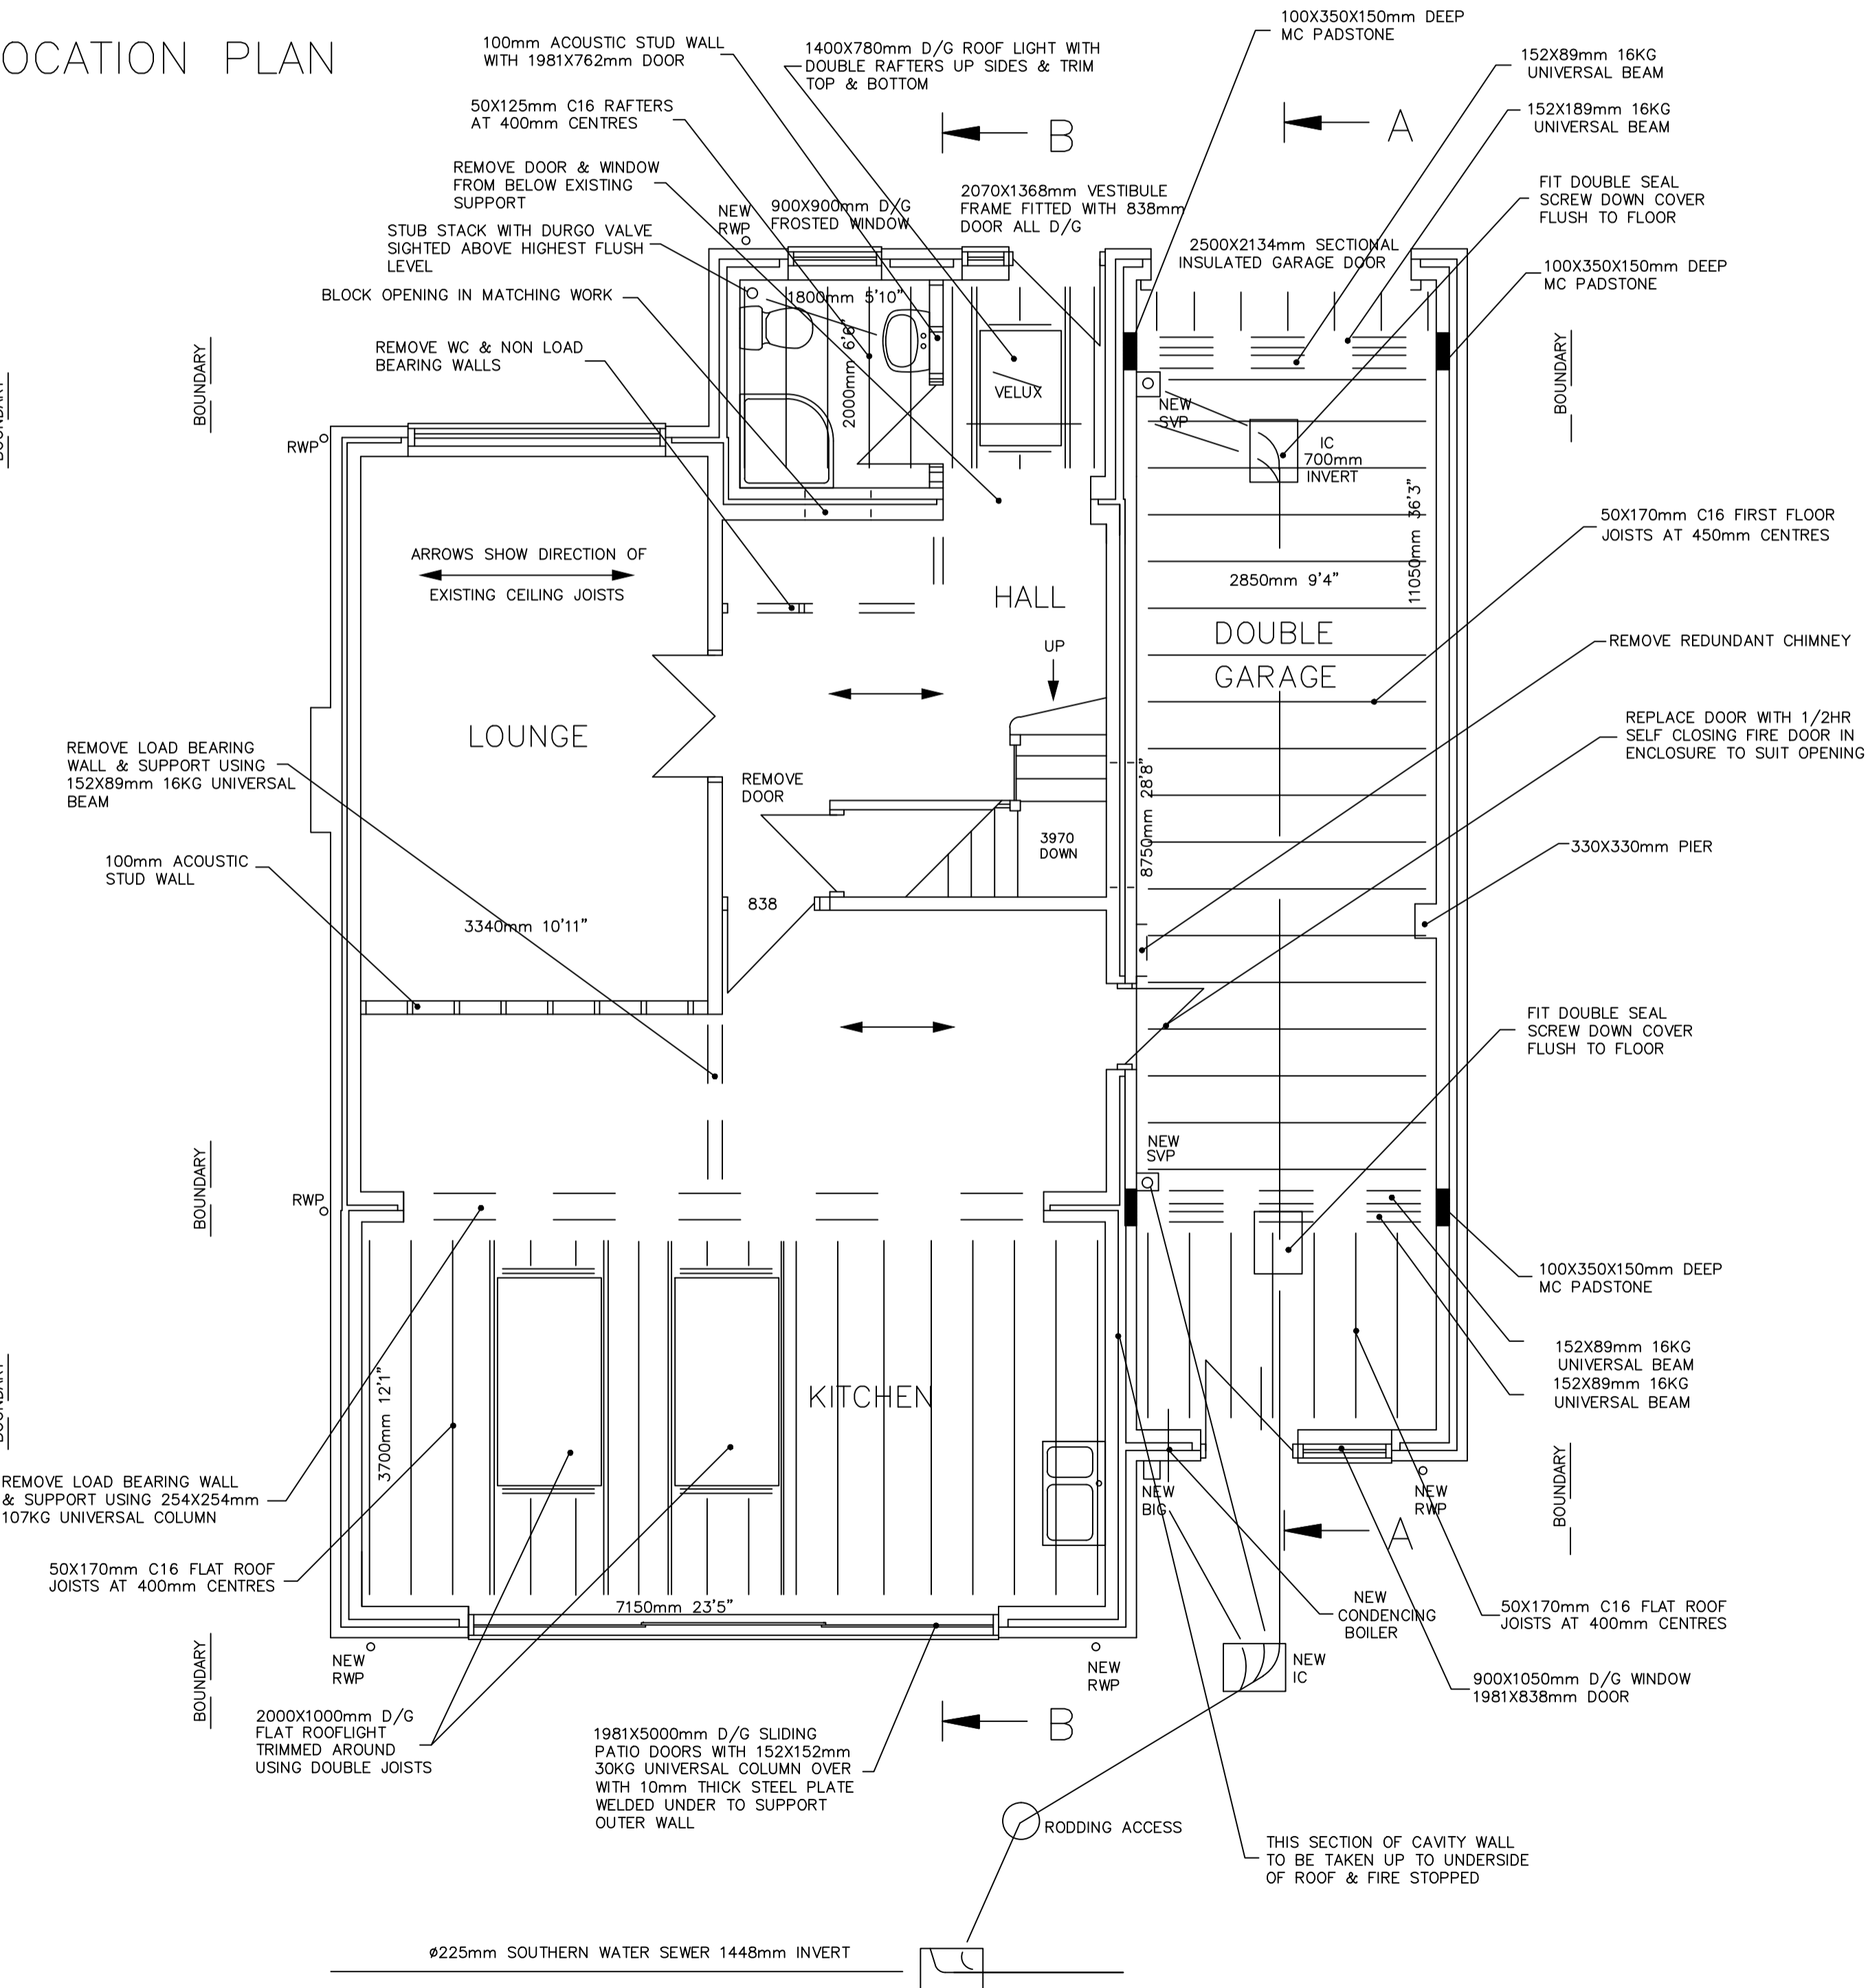 OCATION PLAN
100mm ACOUSTIC STUD WALL
WITH 1981X762mm DOOR
1400X780mm D/G ROOF LIGHT WITH
DOUBLE RAFTERS UP SIDES & TRIM
TOP & BOTTOM
100X350X150mm DEEP
MC PADSTONE
152X89mm 16KG
UNIVERSAL BEAM
50X125mm C16 RAFTERS
AT 400mm CENTRES
B
A
152X189mm 16KG
UNIVERSAL BEAM
REMOVE DOOR & WINDOW
FROM BELOW EXISTING
SUPPORT
NEW
RWP
900X900mm D/G
FROSTED WINDOW
2070X1368mm VESTIBULE
FRAME FITTED WITH 838mm
DOOR ALL D/G
FIT DOUBLE SEAL
SCREW DOWN COVER
FLUSH TO FLOOR
STUB STACK WITH DURGO VALVE
SIGHTED ABOVE HIGHEST FLUSH
LEVEL
2500X2134mm SECTIONAL
INSULATED GARAGE DOOR
100X350X150mm DEEP
MC PADSTONE
BLOCK OPENING IN MATCHING WORK
1800mm 5'10"
2000mm 6'6"
REMOVE WC & NON LOAD
BEARING WALLS
BOUNDARY
BOUNDARY
BOUNDARY
VELUX
NEW
SVP
RWP
IC
700mm
INVERT
11050mm 36'3"
50X170mm C16 FIRST FLOOR
JOISTS AT 450mm CENTRES
ARROWS SHOW DIRECTION OF
EXISTING CEILING JOISTS
2850mm 9'4"
HALL
DOUBLE
GARAGE
UP
REMOVE REDUNDANT CHIMNEY
LOUNGE
REPLACE DOOR WITH 1/2HR
SELF CLOSING FIRE DOOR IN
ENCLOSURE TO SUIT OPENING
REMOVE LOAD BEARING
WALL & SUPPORT USING
152X89mm 16KG UNIVERSAL
BEAM
REMOVE
DOOR
8750mm 28'8"
3970
DOWN
330X330mm PIER
100mm ACOUSTIC
STUD WALL
838
3340mm 10'11"
FIT DOUBLE SEAL
SCREW DOWN COVER
FLUSH TO FLOOR
NEW
SVP
BOUNDARY
RWP
100X350X150mm DEEP
MC PADSTONE
152X89mm 16KG
UNIVERSAL BEAM
152X89mm 16KG
UNIVERSAL BEAM
BOUNDARY
3700mm 12'1"
KITCHEN
REMOVE LOAD BEARING WALL
& SUPPORT USING 254X254mm
107KG UNIVERSAL COLUMN
NEW
BIG
NEW
RWP
BOUNDARY
A
50X170mm C16 FLAT ROOF
JOISTS AT 400mm CENTRES
7150mm 23'5"
NEW
CONDENCING
BOILER
50X170mm C16 FLAT ROOF
JOISTS AT 400mm CENTRES
BOUNDARY
NEW
RWP
NEW
RWP
NEW
IC
900X1050mm D/G WINDOW
1981X838mm DOOR
2000X1000mm D/G
FLAT ROOFLIGHT
TRIMMED AROUND
USING DOUBLE JOISTS
1981X5000mm D/G SLIDING
PATIO DOORS WITH 152X152mm
30KG UNIVERSAL COLUMN OVER
WITH 10mm THICK STEEL PLATE
WELDED UNDER TO SUPPORT
OUTER WALL
B
RODDING ACCESS
THIS SECTION OF CAVITY WALL
TO BE TAKEN UP TO UNDERSIDE
OF ROOF & FIRE STOPPED
ø225mm SOUTHERN WATER SEWER 1448mm INVERT